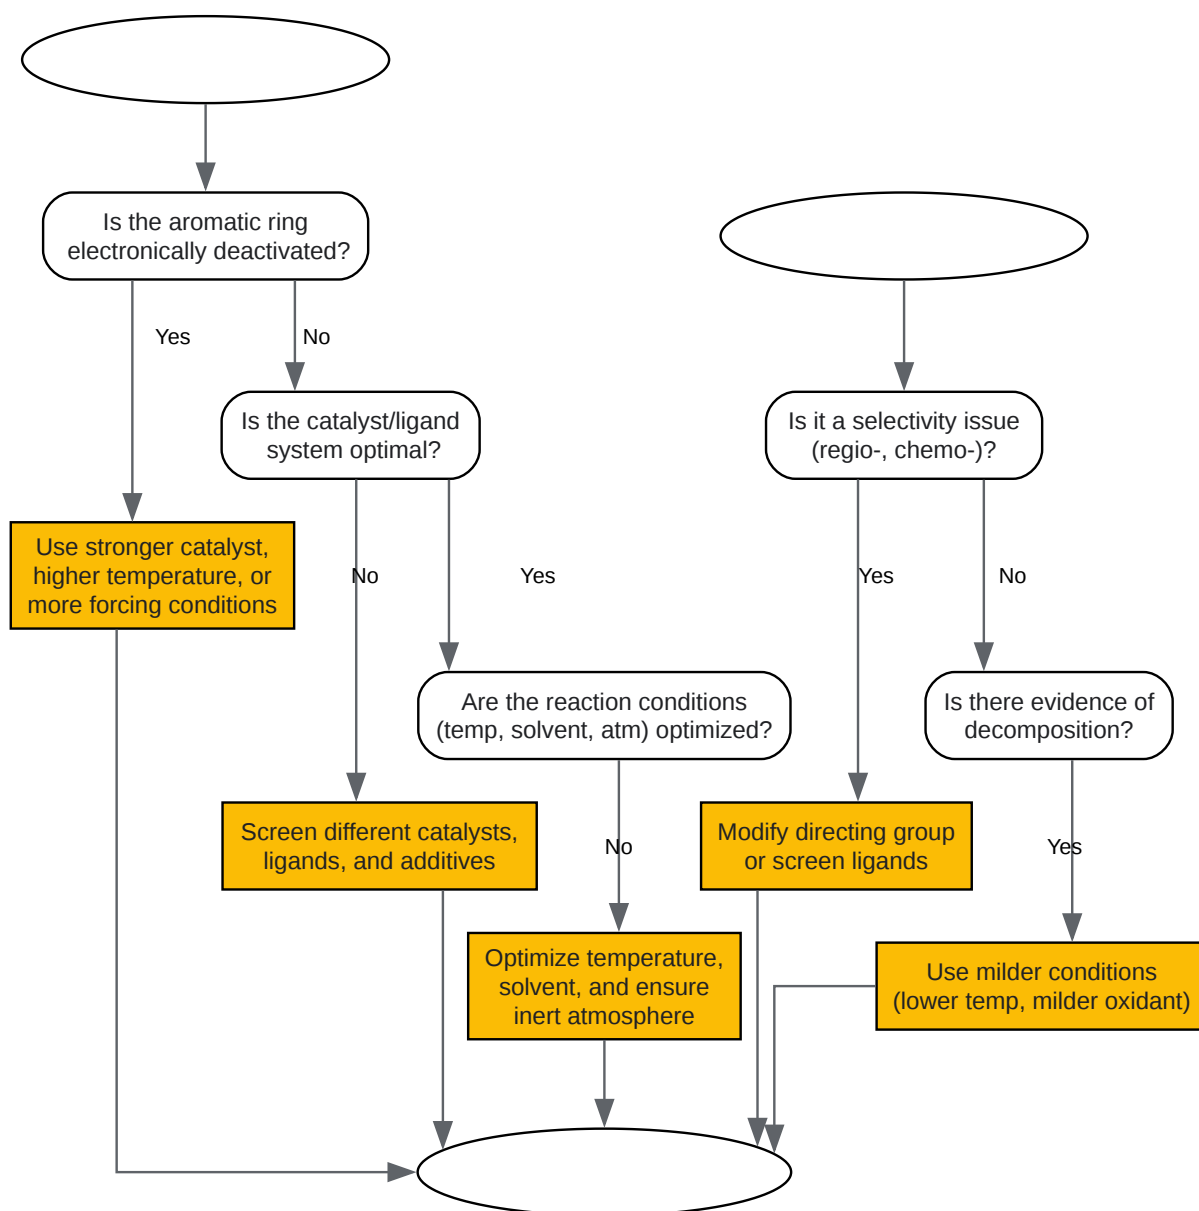 Is the aromatic ring
electronically deactivated?
Yes
No
Is the catalyst/ligand
system optimal?
Is it a selectivity issue
(regio-, chemo-)?
Use stronger catalyst,
higher temperature, or
more forcing conditions
No
Yes
Yes
No
Are the reaction conditions
(temp, solvent, atm) optimized?
Is there evidence of
decomposition?
Screen different catalysts,
ligands, and additives
No
Modify directing group
or screen ligands
Yes
Optimize temperature,
solvent, and ensure
inert atmosphere
Use milder conditions
(lower temp, milder oxidant)